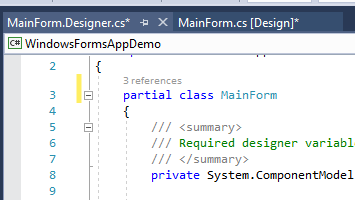 MainForm.Designer.cs* MainForm.cs [Design]*
C# WindowsFormsAppDemo
2 {
3 references
3 partial class MainForm
4 {
5 /// <summary>
6 /// Required designer variabl
7 /// </summary>
8 private System.ComponentModel
9